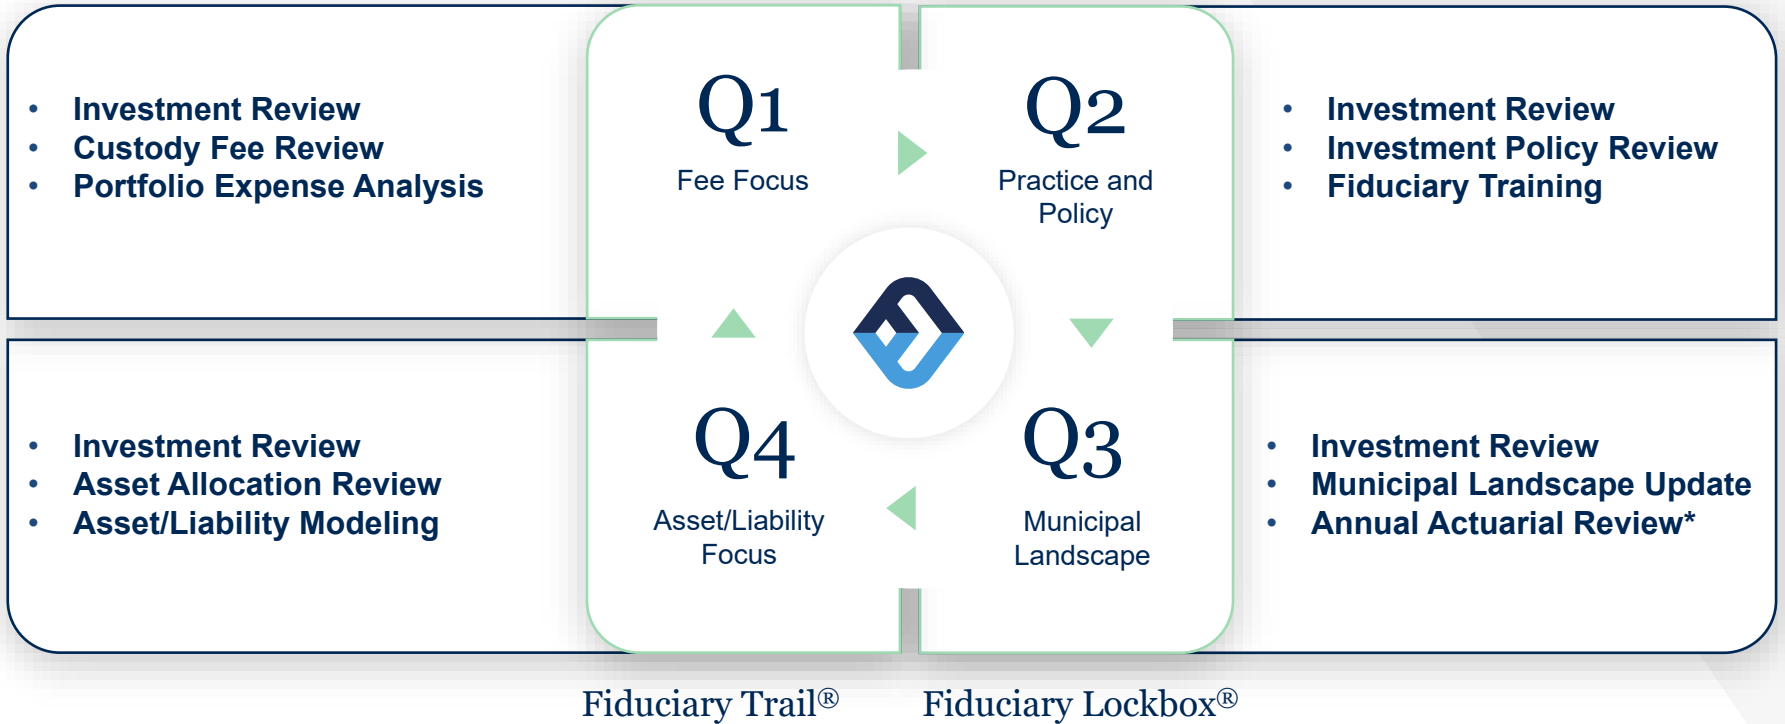 • Investment Review
• Custody Fee Review
• Portfolio Expense Analysis
Q1
Fee Focus
Q2
Practice and
Policy
• Investment Review
• Investment Policy Review
• Fiduciary Training
• Investment Review
• Asset Allocation Review
• Asset/Liability Modeling
Q4
Asset/Liability
Focus
Q3
Municipal
Landscape
• Investment Review
• Municipal Landscape Update
• Annual Actuarial Review*
Fiduciary Trail®
Fiduciary Lockbox®